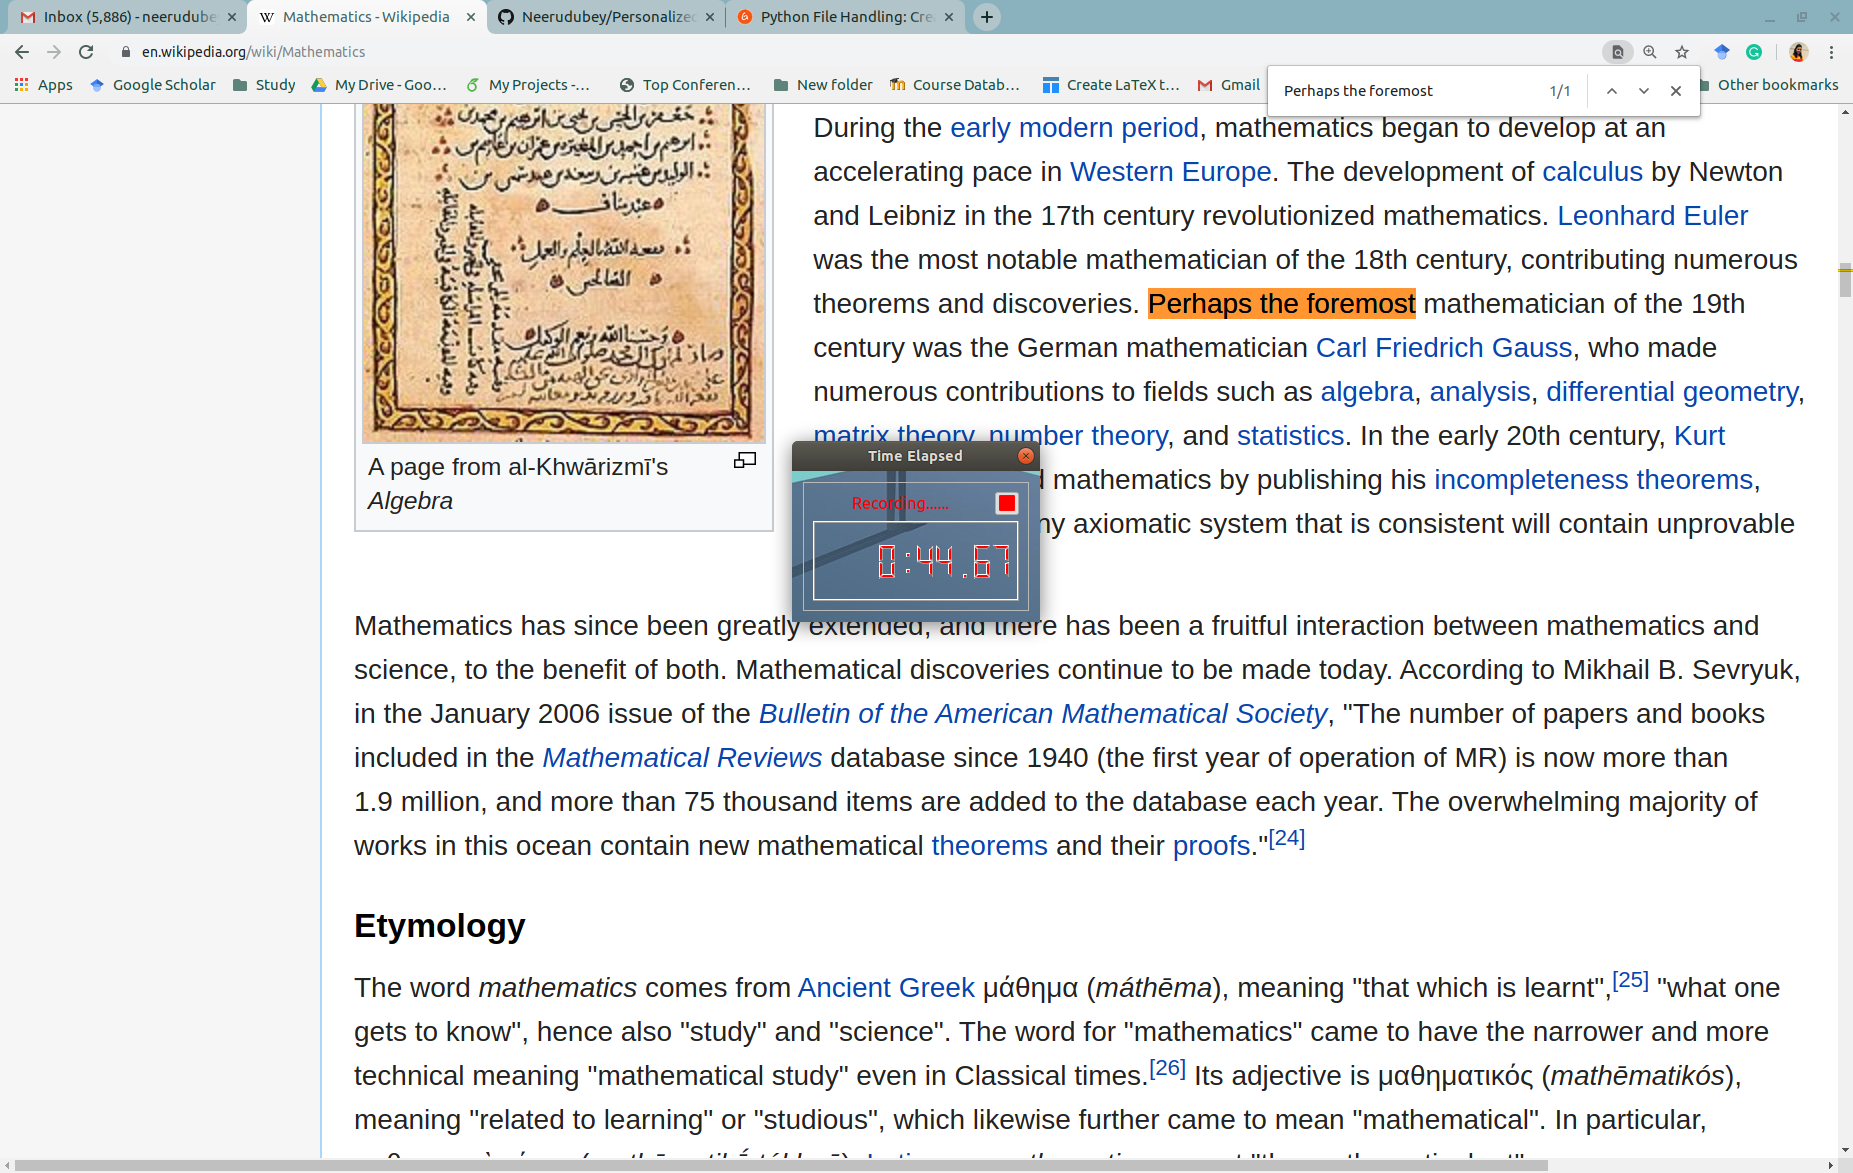 Inbox (5,886) - neerudube
Mathematics - Wikipedia
Neerudubey/Personalized
Python File Handling: Cre
en.wikipedia.org/wiki/Mathematics
Apps
Google Scholar
Study
My Drive - Goo...
My Projects -...
Top Conferen...
New folder
Course Datab...
Create LaTeX t...
Gmail
Other bookmarks
Perhaps the foremost 1/1
During the early modern period, mathematics began to develop at an
accelerating pace in Western Europe. The development of calculus by Newton
and Leibniz in the 17th century revolutionized mathematics. Leonhard Euler
was the most notable mathematician of the 18th century, contributing numerous
theorems and discoveries. Perhaps the foremost mathematician of the 19th
century was the German mathematician Carl Friedrich Gauss, who made
numerous contributions to fields such as algebra, analysis, differential geometry,
matrix theory, number theory, and statistics. In the early 20th century, Kurt
mathematics by publishing his incompleteness theorems,
axiomatic system that is consistent will contain unprovable
A page from al-Khwārizmī's
Algebra
Time Elapsed
Recording......
0:44.67
Mathematics has since been greatly extended, and there has been a fruitful interaction between mathematics and
science, to the benefit of both. Mathematical discoveries continue to be made today. According to Mikhail B. Sevryuk,
in the January 2006 issue of the Bulletin of the American Mathematical Society, "The number of papers and books
included in the Mathematical Reviews database since 1940 (the first year of operation of MR) is now more than
1.9 million, and more than 75 thousand items are added to the database each year. The overwhelming majority of
works in this ocean contain new mathematical theorems and their proofs."[24]
Etymology
The word mathematics comes from Ancient Greek μάθημα (máthēma), meaning "that which is learnt",[25] "what one
gets to know", hence also "study" and "science". The word for "mathematics" came to have the narrower and more
technical meaning "mathematical study" even in Classical times.[26] Its adjective is μαθηματικός (mathēmatikós),
meaning "related to learning" or "studious", which likewise further came to mean "mathematical". In particular,